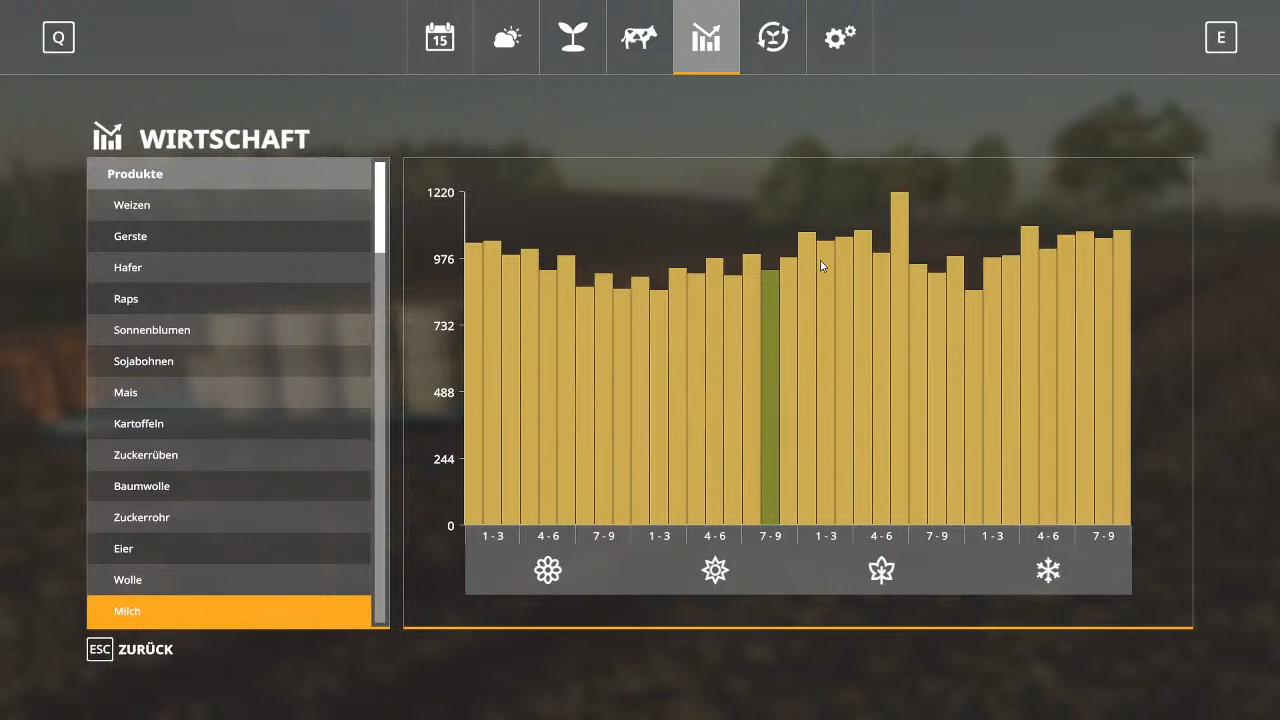 Q
15
E
WIRTSCHAFT
Produkte
Weizen
Gerste
Hafer
Raps
Sonnenblumen
Sojabohnen
Mais
Kartoffeln
Zuckerrüben
Baumwolle
Zuckerrohr
Eier
Wolle
Milch
1220
976
732
488
244
0
1 - 3 4 - 6 7 - 9 1 - 3 4 - 6 7 - 9 1 - 3 4 - 6 7 - 9 1 - 3 4 - 6 7 - 9
ESC ZURÜCK